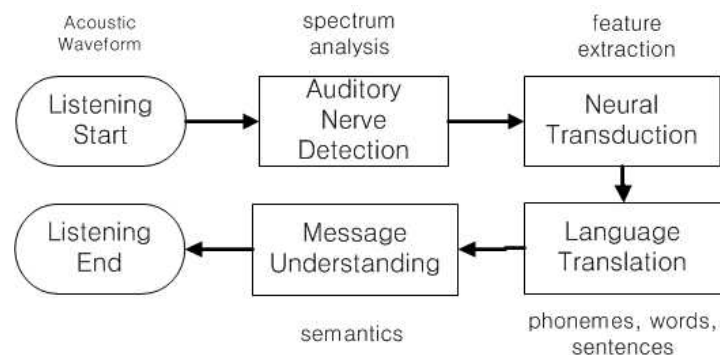 Acoustic
Waveform
spectrum
analysis
feature
extraction
Listening
Start
Auditory
Nerve
Detection
Neural
Transduction
Listening
End
Message
Understanding
Language
Translation
semantics
phonemes, words,
sentences